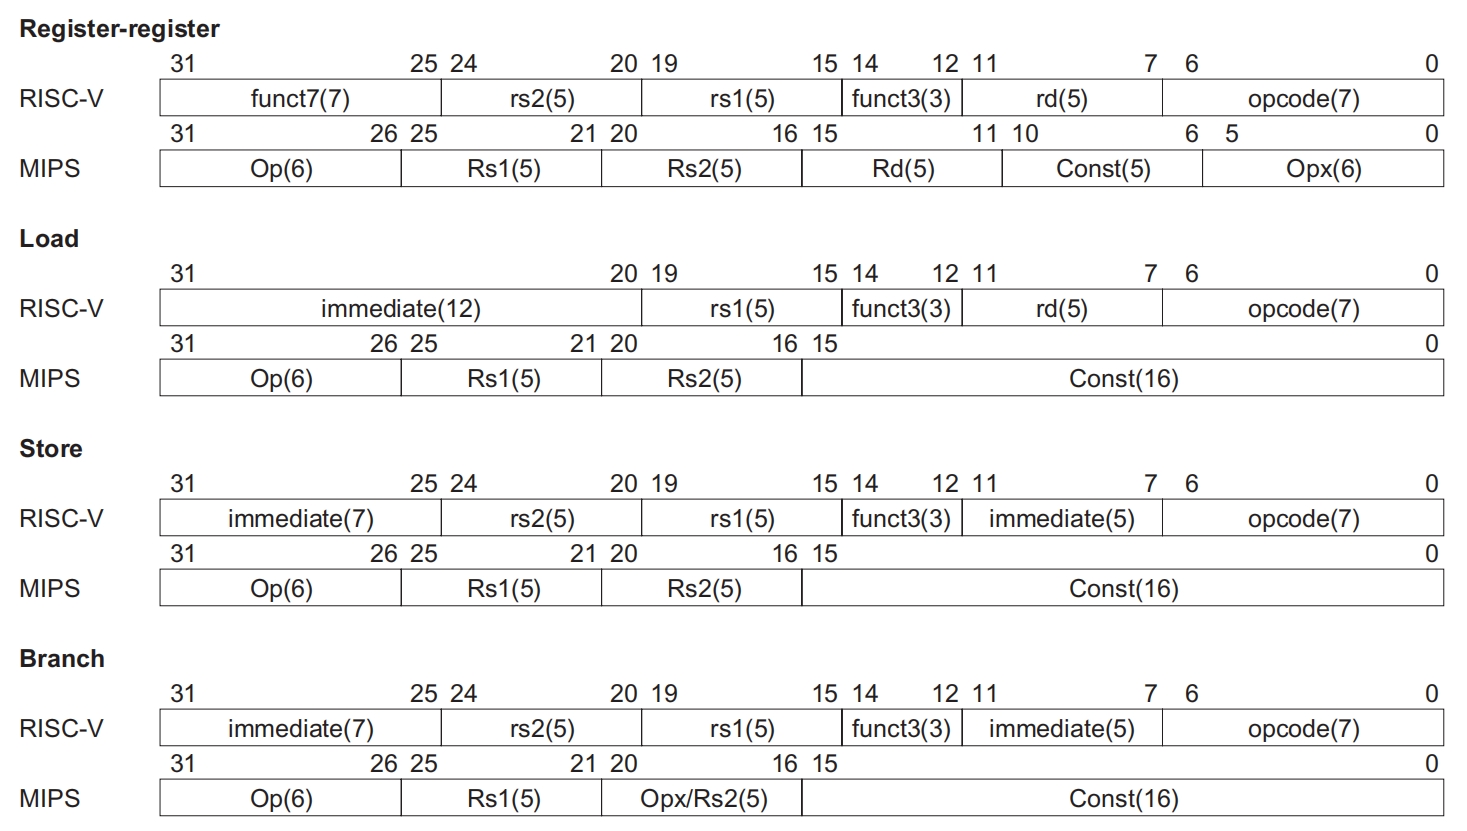 Register-register
31 25 24 20 19 15 14 12 11 7 6 0
RISC-V funct7(7) rs2(5) rs1(5) funct3(3) rd(5) opcode(7)
31 26 25 21 20 16 15 11 10 6 5 0
MIPS Op(6) Rs1(5) Rs2(5) Rd(5) Const(5) Opx(6)
Load
31 20 19 15 14 12 11 7 6 0
RISC-V immediate(12) rs1(5) funct3(3) rd(5) opcode(7)
31 26 25 21 20 16 15 0
MIPS Op(6) Rs1(5) Rs2(5) Const(16)
Store
31 25 24 20 19 15 14 12 11 7 6 0
RISC-V immediate(7) rs2(5) rs1(5) funct3(3) immediate(5) opcode(7)
31 26 25 21 20 16 15 0
MIPS Op(6) Rs1(5) Rs2(5) Const(16)
Branch
31 25 24 20 19 15 14 12 11 7 6 0
RISC-V immediate(7) rs2(5) rs1(5) funct3(3) immediate(5) opcode(7)
31 26 25 21 20 16 15 0
MIPS Op(6) Rs1(5) Opx/Rs2(5) Const(16)